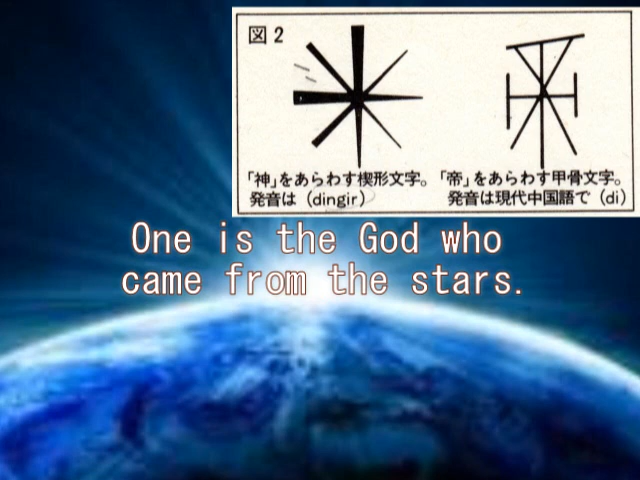 図2
「神」をあらわす楔形文字。 「帝」をあらわす甲骨文字。
発音は(dingir) 発音は現代中国語で(di)
One is the God who
came from the stars.